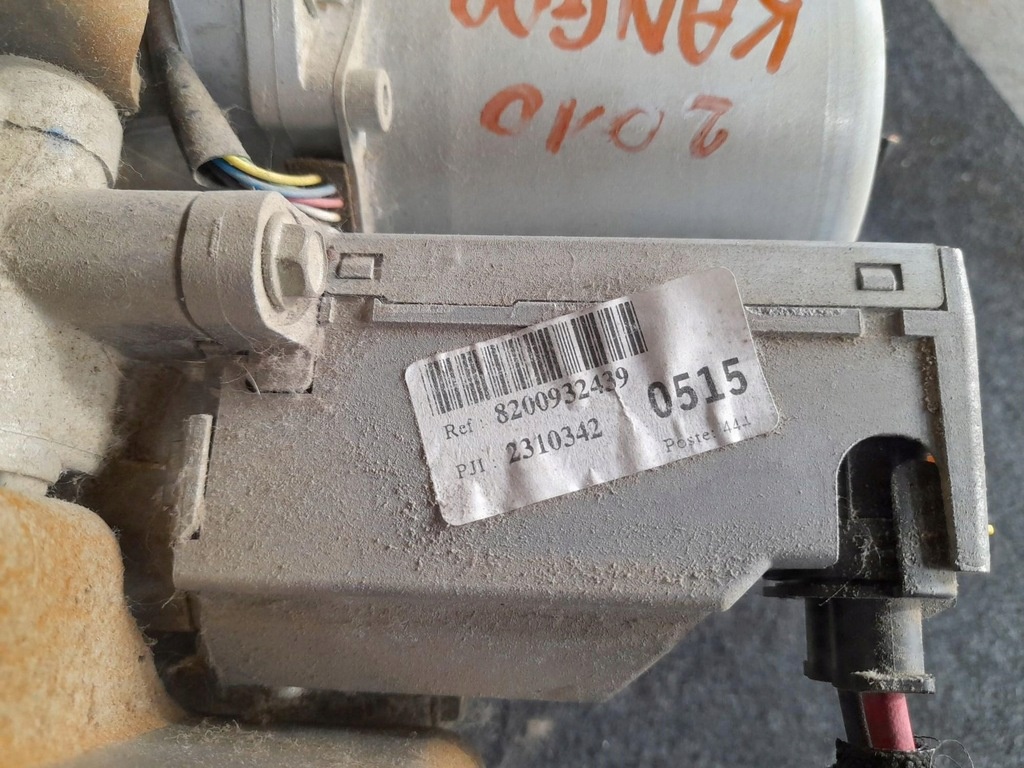 KANGOO
2010
Ref : 8200932439
0515
PJI : 2310342
Poste: 444